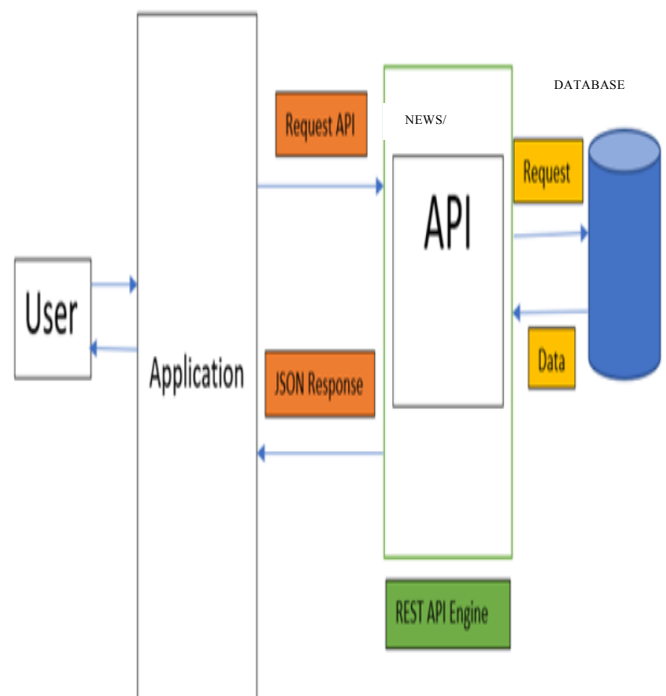 DATABASE
Request API
NEWS/
API
Request
User
Application
JSON Response
Data
REST API Engine